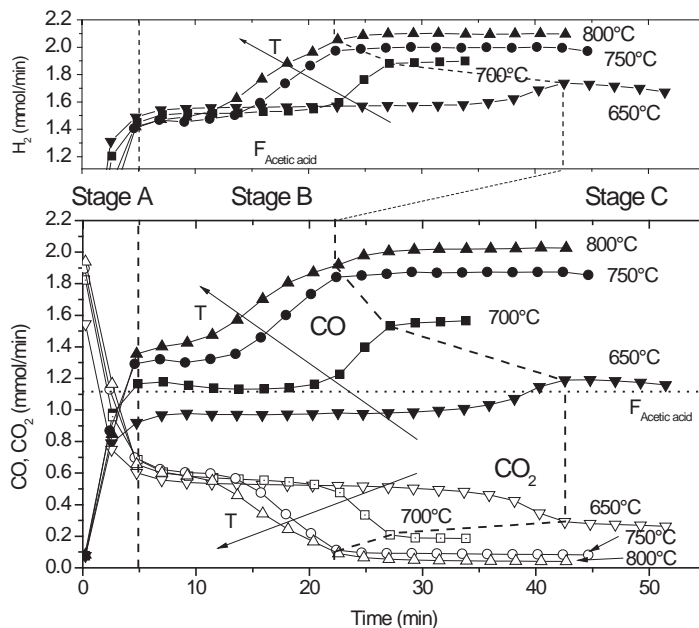 2.2
2.0
1.8
1.6
1.4
1.2
H2 (mmol/min)
T
800°C
750°C
700°C
650°C
FAcetic acid
Stage A
Stage B
Stage C
2.2
2.0
1.8
1.6
1.4
1.2
1.0
0.8
0.6
0.4
0.2
0.0
CO, CO2 (mmol/min)
T
CO
800°C
750°C
700°C
650°C
FAcetic acid
CO2
T
700°C
650°C
750°C
800°C
0
10
20
30
40
50
Time (min)